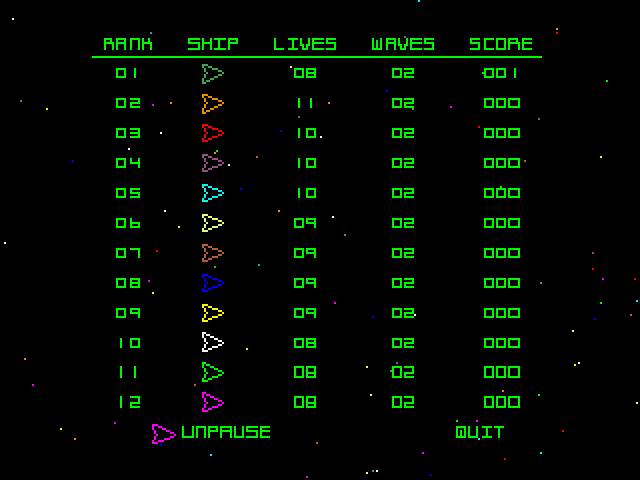 RANK SHIP LIVES WAVES SCORE
01 08 02 001
02 11 02 000
03 10 02 000
04 10 02 000
05 10 02 000
06 09 02 000
07 09 02 000
08 09 02 000
09 09 02 000
10 08 02 000
11 08 02 000
12 08 02 000
UNPAUSE QUIT